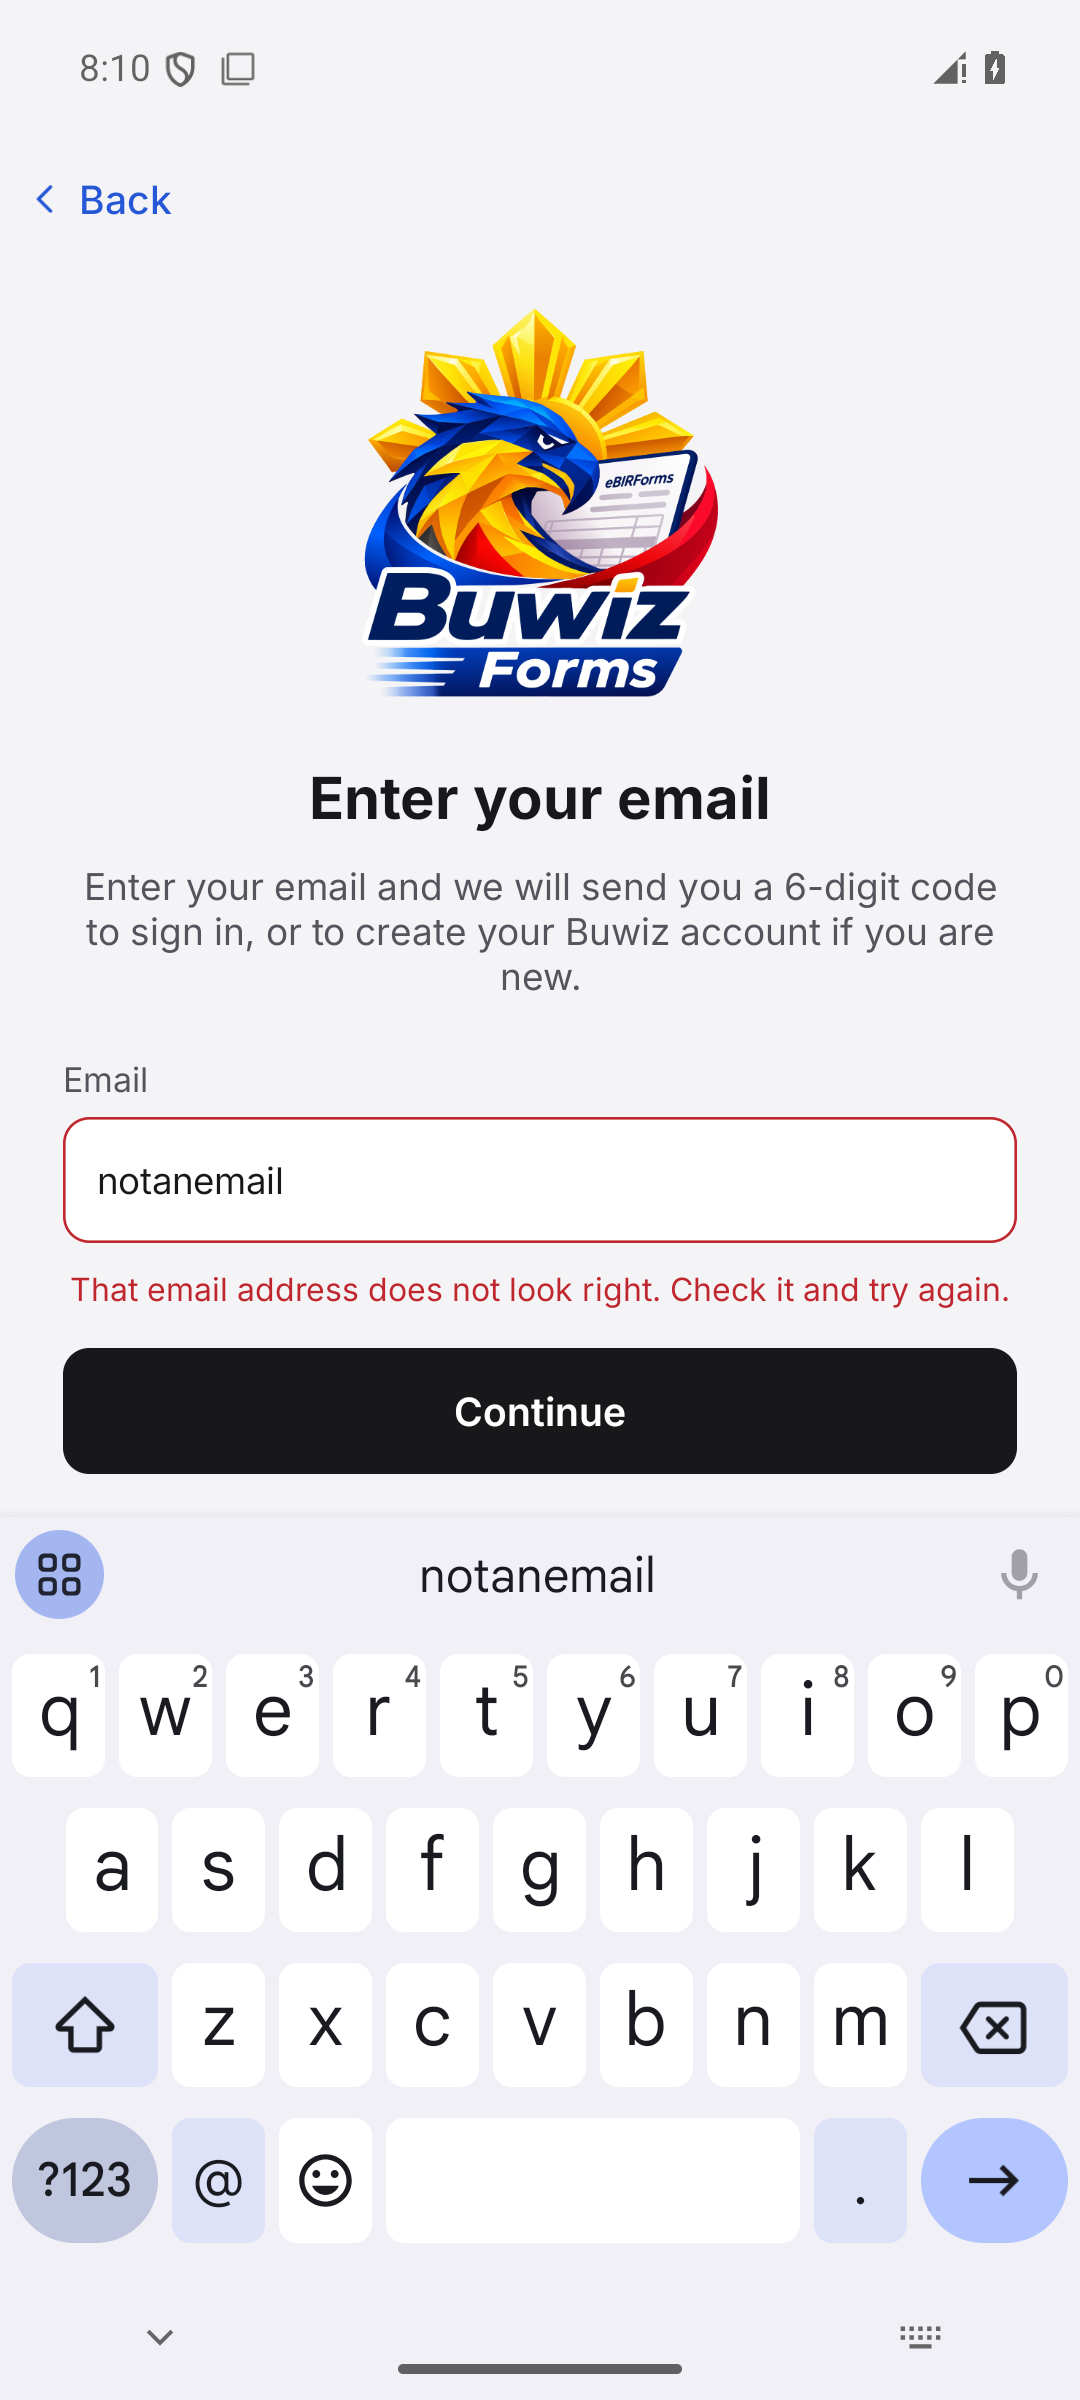 8:10
Back
eBIRForms
Buwiz
Forms
Enter your email
Enter your email and we will send you a 6-digit code
to sign in, or to create your Buwiz account if you are
new.
Email
notanemail
That email address does not look right. Check it and try again.
Continue
notanemail
q1 w2 e3 r4 t5 y6 u7 i8 o9 p0
a s d f g h j k l
z x c v b n m
?123 @ .